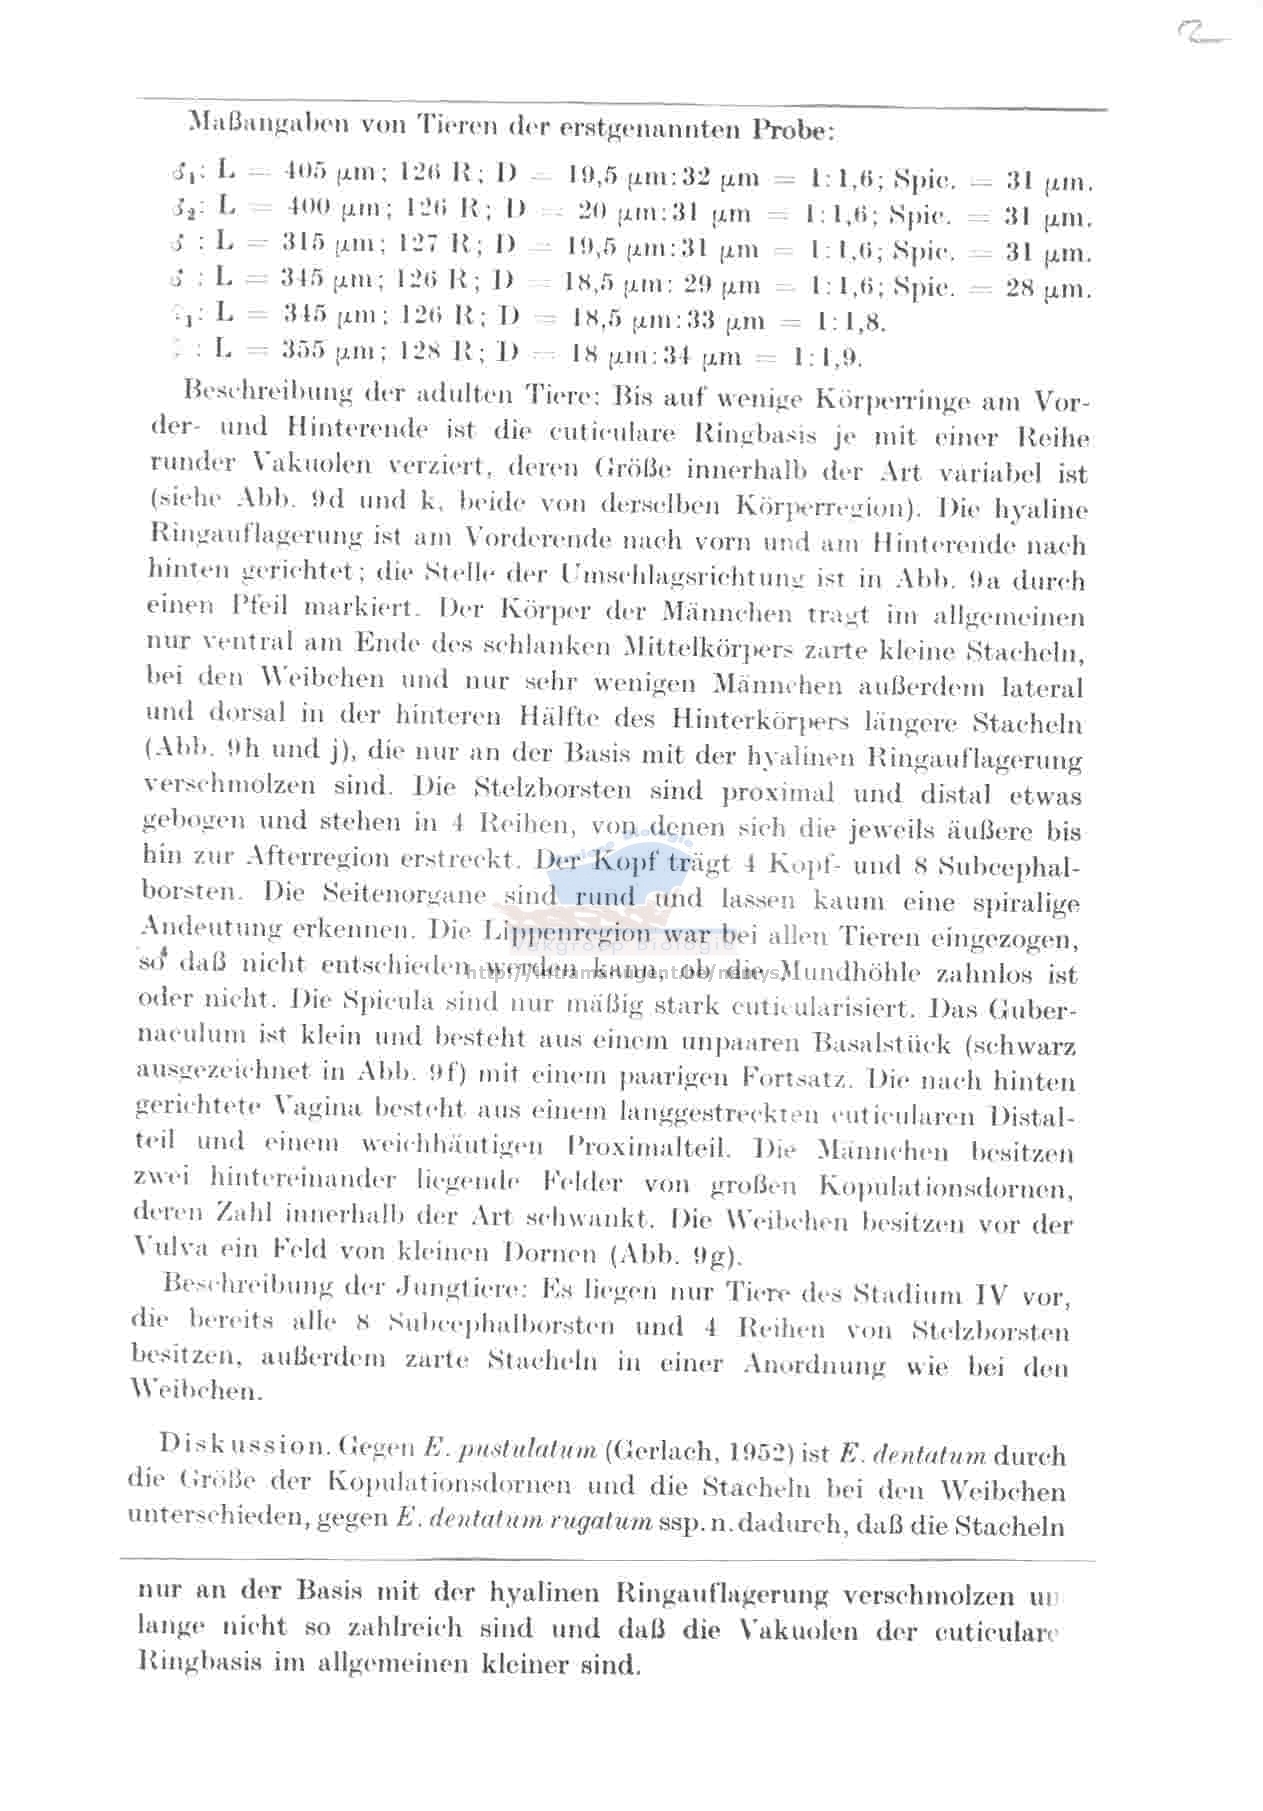 2
Maßangaben von Tieren der erstgenannten Probe:
♂₁: L = 405 µm; 126 R; D = 19,5 µm:32 µm = 1:1,6; Spic. = 31 µm.
♂₂: L = 400 µm; 126 R; D = 20 µm:31 µm = 1:1,6; Spic. = 31 µm.
♂ : L = 315 µm; 127 R; D = 19,5 µm:31 µm = 1:1,6; Spic. = 31 µm.
♂ : L = 345 µm; 126 R; D = 18,5 µm: 29 µm = 1:1,6; Spic. = 28 µm.
₁: L = 345 µm; 126 R; D = 18,5 µm:33 µm = 1:1,8.
: L = 355 µm; 128 R; D = 18 µm:34 µm = 1:1,9.
Beschreibung der adulten Tiere: Bis auf wenige Körperringe am Vor-
der- und Hinterende ist die cuticulare Ringbasis je mit einer Reihe
runder Vakuolen verziert, deren Größe innerhalb der Art variabel ist
(siehe Abb. 9d und k, beide von derselben Körperregion). Die hyaline
Ringauflagerung ist am Vorderende nach vorn und am Hinterende nach
hinten gerichtet; die Stelle der Umschlagsrichtung ist in Abb. 9a durch
einen Pfeil markiert. Der Körper der Männchen trägt im allgemeinen
nur ventral am Ende des schlanken Mittelkörpers zarte kleine Stacheln,
bei den Weibchen und nur sehr wenigen Männchen außerdem lateral
und dorsal in der hinteren Hälfte des Hinterkörpers längere Stacheln
(Abb. 9h und j), die nur an der Basis mit der hyalinen Ringauflagerung
verschmolzen sind. Die Stelzborsten sind proximal und distal etwas
gebogen und stehen in 4 Reihen, von denen sich die jeweils äußere bis
hin zur Afterregion erstreckt. Der Kopf trägt 4 Kopf- und 8 Subcephal-
borsten. Die Seitenorgane sind rund und lassen kaum eine spiralige
Andeutung erkennen. Die Lippenregion war bei allen Tieren eingezogen,
Vakgroep Biologie
so daß nicht entschieden werden kann, ob die Mundhöhle zahnlos ist
oder nicht. Die Spicula sind nur mäßig stark cuticularisiert. Das Guber-
naculum ist klein und besteht aus einem unpaaren Basalstück (schwarz
ausgezeichnet in Abb. 9f) mit einem paarigen Fortsatz. Die nach hinten
gerichtete Vagina besteht aus einem langgestreckten cuticularen Distal-
teil und einem weichhäutigen Proximalteil. Die Männchen besitzen
zwei hintereinander liegende Felder von großen Kopulationsdornen,
deren Zahl innerhalb der Art schwankt. Die Weibchen besitzen vor der
Vulva ein Feld von kleinen Dornen (Abb. 9g).
Beschreibung der Jungtiere: Es liegen nur Tiere des Stadium IV vor,
die bereits alle 8 Subcephalborsten und 4 Reihen von Stelzborsten
besitzen, außerdem zarte Stacheln in einer Anordnung wie bei den
Weibchen.
Diskussion. Gegen E. pustulatum (Gerlach, 1952) ist E. dentatum durch
die Größe der Kopulationsdornen und die Stacheln bei den Weibchen
unterschieden, gegen E. dentatum rugatum ssp. n. dadurch, daß die Stacheln
nur an der Basis mit der hyalinen Ringauflagerung verschmolzen un
lange nicht so zahlreich sind und daß die Vakuolen der cuticulare
Ringbasis im allgemeinen kleiner sind.